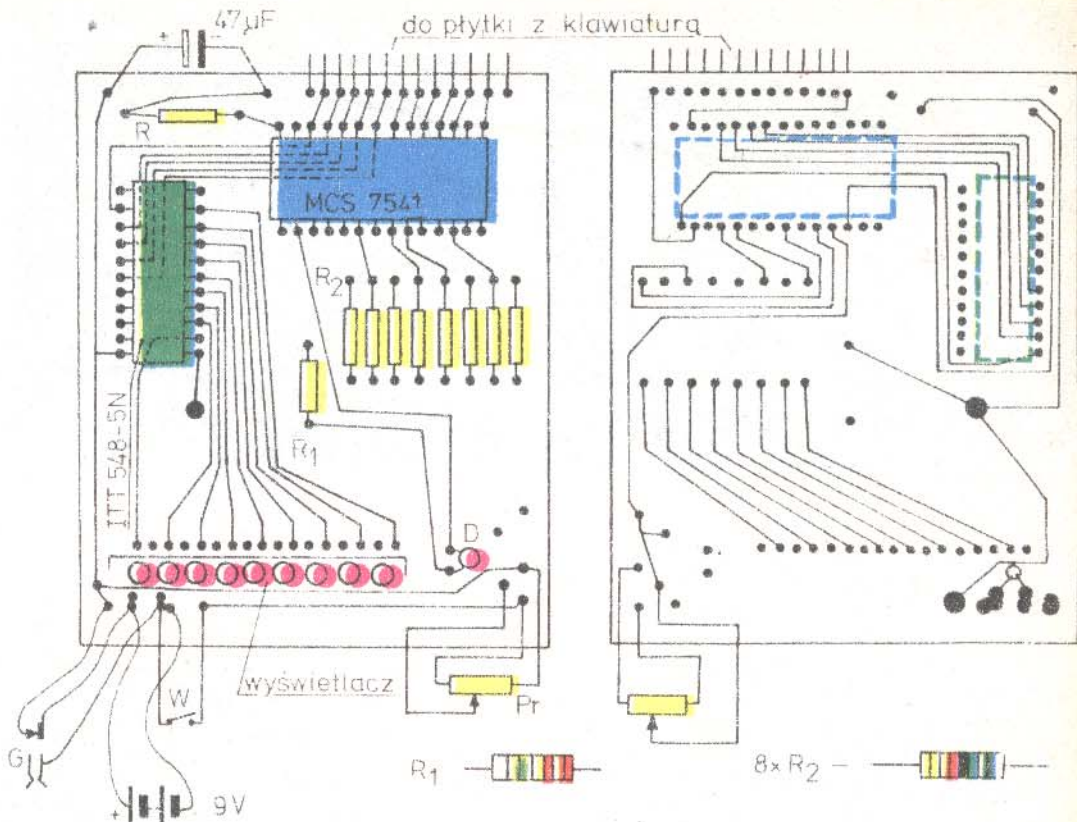 47µF
do płytki z klawiaturą
R
MCS 7541
R2
R1
ITT 548-5N
D
wyświetlacz
W
Pr
G
+ 9V
R1
8×R2